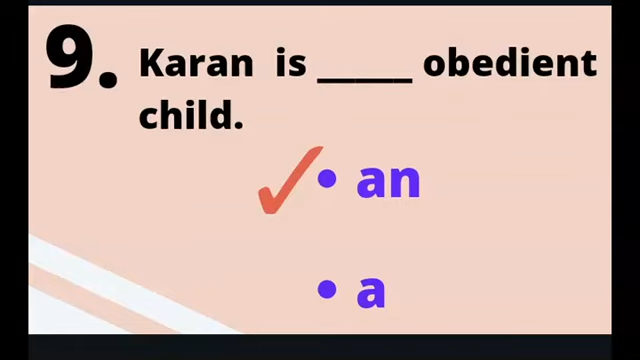 9. Karan is _____ obedient
child.
✓ • an
• a